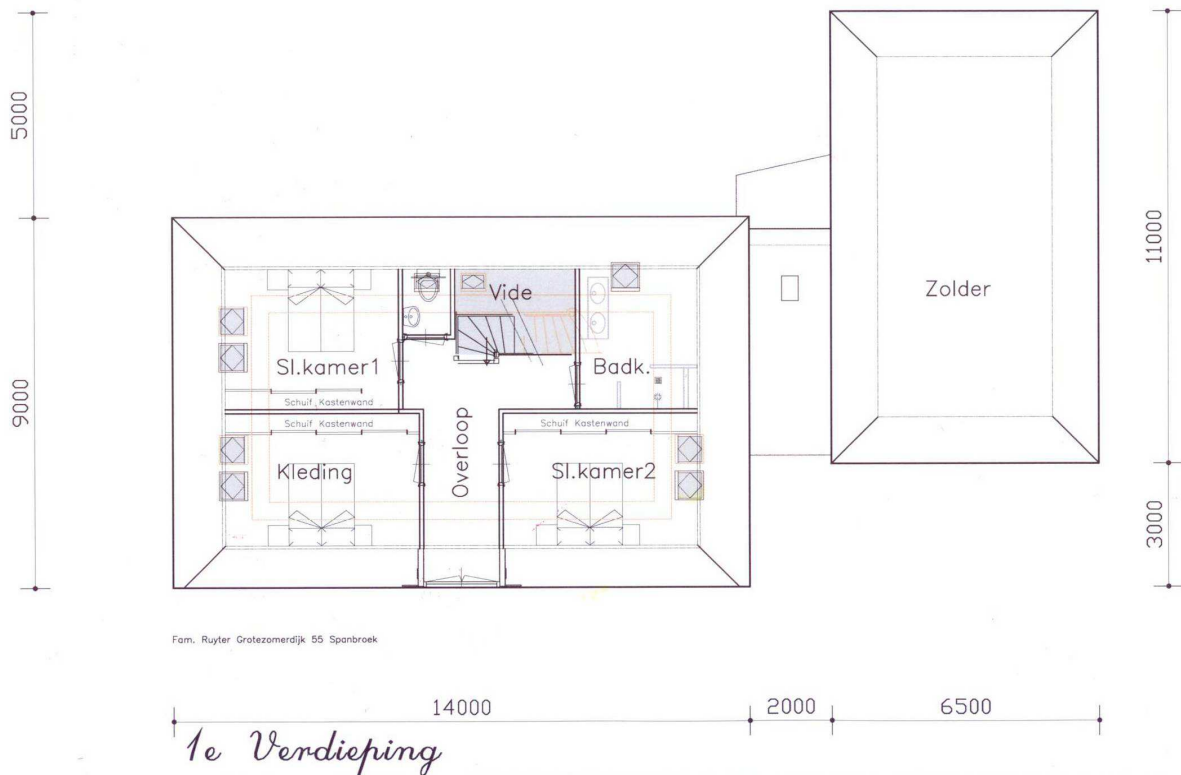 5000
9000
11000
3000
Zolder
Vide
Sl.kamer1
Badk.
Schuif Kastenwand
Schuif Kastenwand
Schuif Kastenwand
Overloop
Kleding
Sl.kamer2
Fam. Ruyter Grotezomerdijk 55 Spanbroek
14000
2000
6500
1e Verdieping